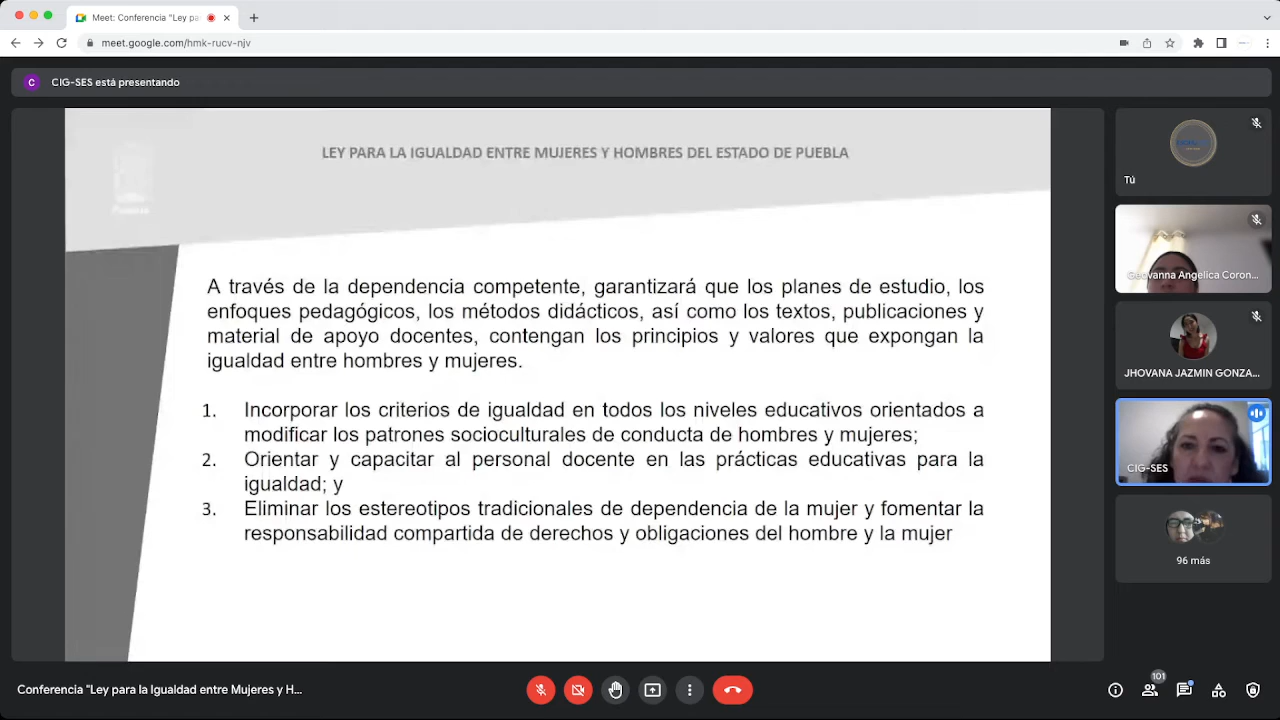 Meet: Conferencia "Ley pa
meet.google.com/hmk-rucv-njv
C
CIG-SES está presentando
LEY PARA LA IGUALDAD ENTRE MUJERES Y HOMBRES DEL ESTADO DE PUEBLA
A través de la dependencia competente, garantizará que los planes de estudio, los
enfoques pedagógicos, los métodos didácticos, así como los textos, publicaciones y
material de apoyo docentes, contengan los principios y valores que expongan la
igualdad entre hombres y mujeres.
1. Incorporar los criterios de igualdad en todos los niveles educativos orientados a
modificar los patrones socioculturales de conducta de hombres y mujeres;
2. Orientar y capacitar al personal docente en las prácticas educativas para la
igualdad; y
3. Eliminar los estereotipos tradicionales de dependencia de la mujer y fomentar la
responsabilidad compartida de derechos y obligaciones del hombre y la mujer
Tú
Geovanna Angelica Coron...
JHOVANA JAZMIN GONZA...
CIG-SES
96 más
Conferencia "Ley para la Igualdad entre Mujeres y H...
101